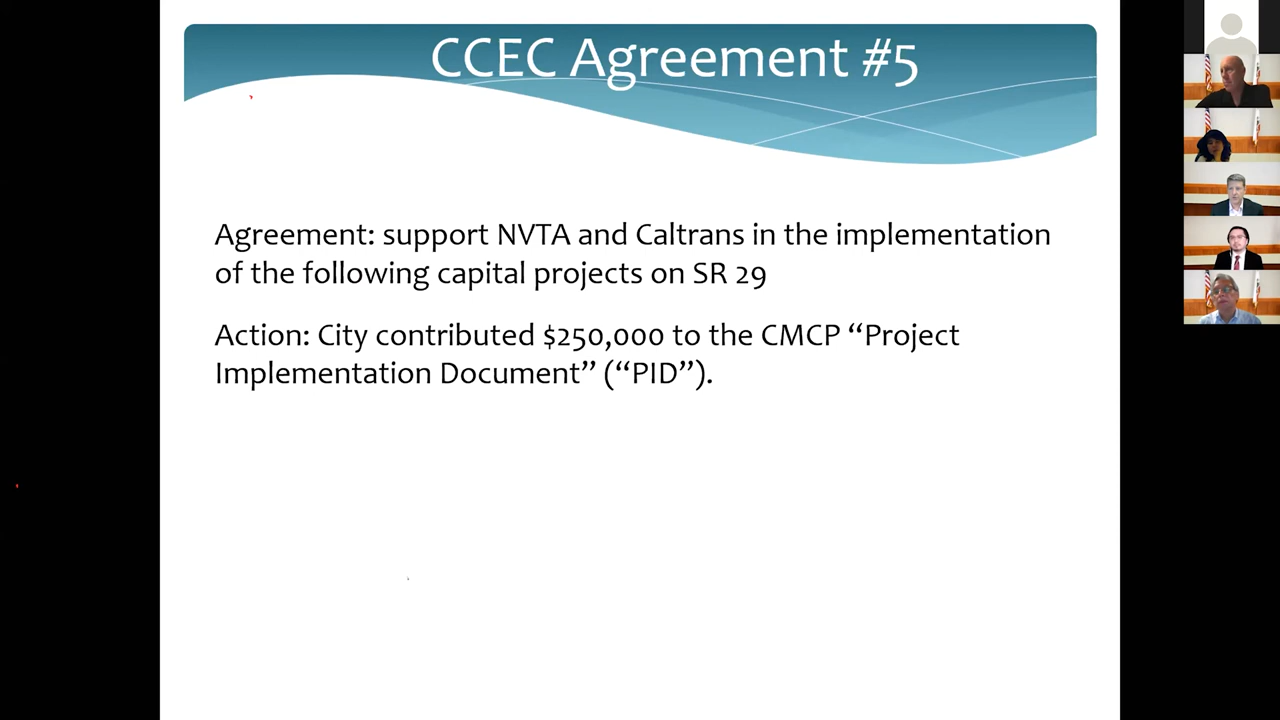 CCEC Agreement #5
Agreement: support NVTA and Caltrans in the implementation
of the following capital projects on SR 29
Action: City contributed $250,000 to the CMCP “Project
Implementation Document” (“PID”).